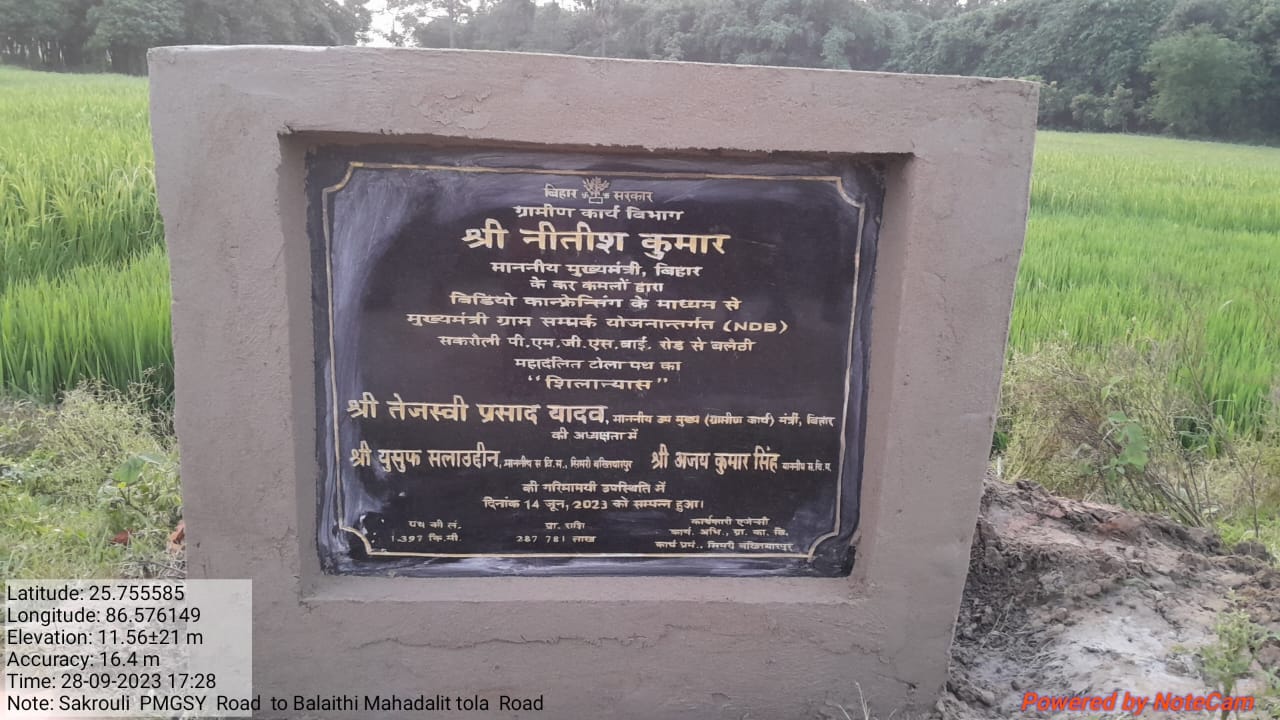 बिहार सरकार
ग्रामीण कार्य विभाग
श्री नीतीश कुमार
माननीय मुख्यमंत्री, बिहार
के कर कमलों द्वारा
विडियो कान्फ्रेन्सिंग के माध्यम से
मुख्यमंत्री ग्राम सम्पर्क योजनान्तर्गत (NDB)
सकरौली पी.एम.जी.एस.बाई. रोड से बलैठी
महादलित टोला पथ का
"शिलान्यास"
श्री तेजस्वी प्रसाद यादव, माननीय उप मुख्य (ग्रामीण कार्य) मंत्री, बिहार
की अध्यक्षता में
श्री युसुफ सलाउद्दीन, माननीय स.वि.स., सिमरी बख्तियारपुर श्री अजय कुमार सिंह माननीय स.वि.प.
की गरिमामयी उपस्थिति में
दिनांक 14 जून, 2023 को सम्पन्न हुआ।
पथ की लं. प्रा. राशि कार्यकारी एजेन्सी
1.397 कि.मी. 287 781 लाख कार्य. अभि., ग्रा. का. वि.
कार्य प्रमं., सिमरी बख्तियारपुर
Latitude: 25.755585
Longitude: 86.576149
Elevation: 11.56±21 m
Accuracy: 16.4 m
Time: 28-09-2023 17:28
Note: Sakrouli PMGSY Road to Balaithi Mahadalit tola Road
Powered by NoteCam